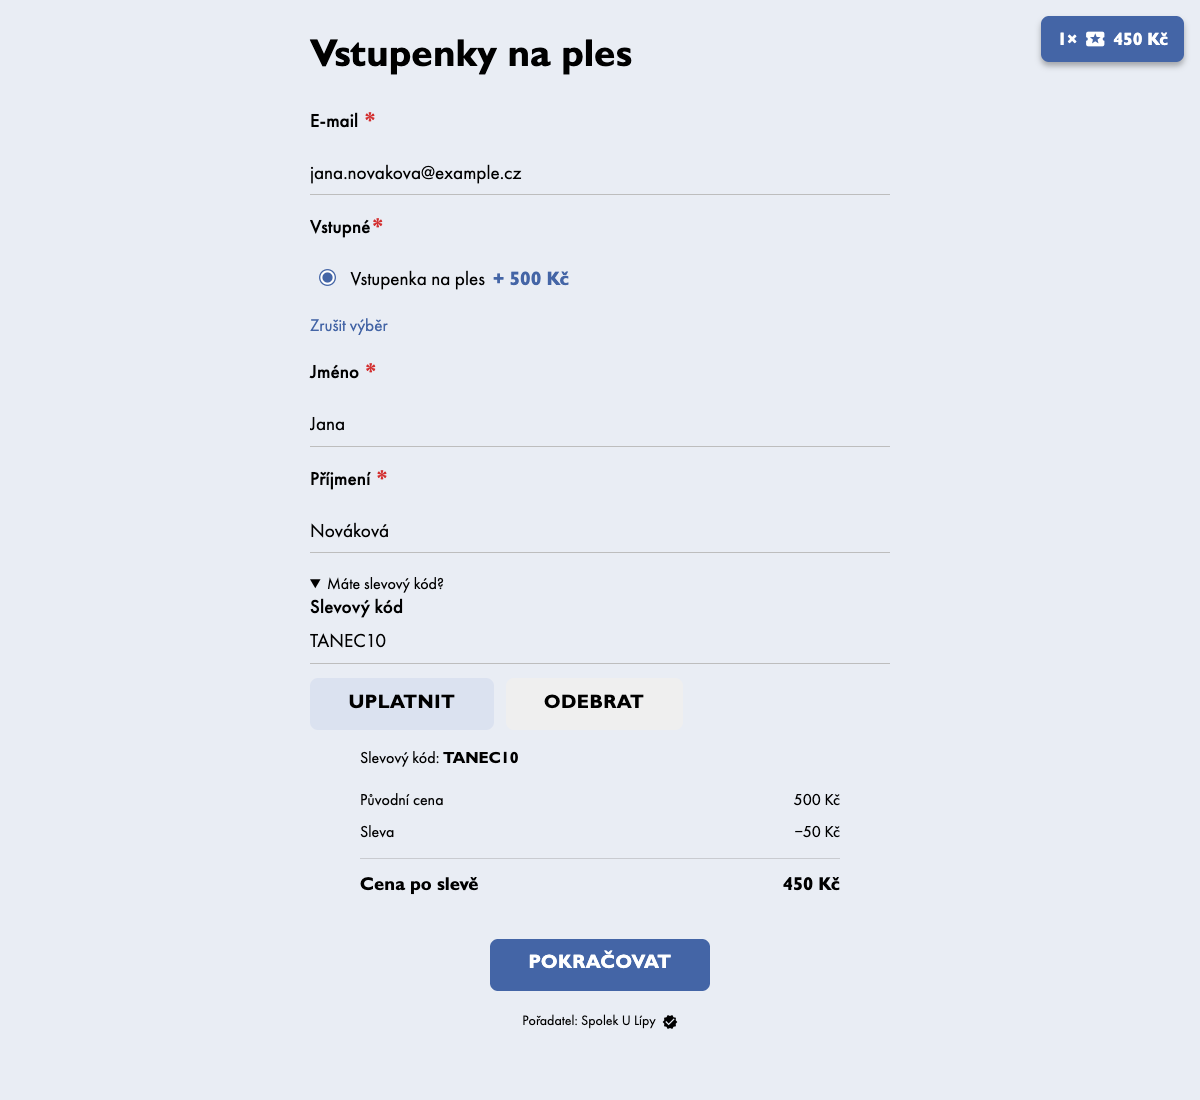 Vstupenky na ples
1× 450 Kč
E-mail *
jana.novakova@example.cz
Vstupné*
Vstupenka na ples + 500 Kč
Zrušit výběr
Jméno *
Jana
Příjmení *
Nováková
▼ Máte slevový kód?
Slevový kód
TANEC10
UPLATNIT ODEBRAT
Slevový kód: TANEC10
Původní cena 500 Kč
Sleva −50 Kč
Cena po slevě 450 Kč
POKRAČOVAT
Pořadatel: Spolek U Lípy